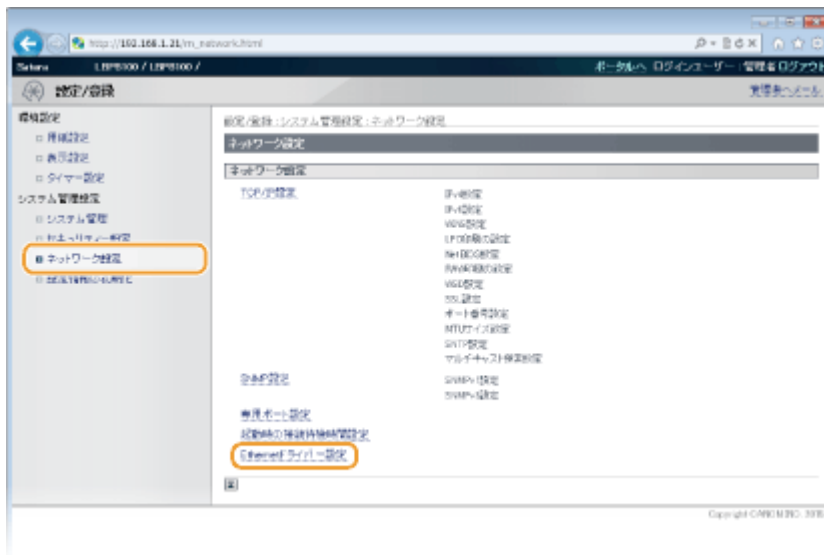 http://192.168.1.21/m_network.html
Satera LBP8100 / LBP8100 /
ポータルへ ログインユーザー: 管理者 ログアウト
設定/登録
管理者へメール
環境設定
用紙設定
表示設定
タイマー設定
システム管理設定
システム管理
セキュリティー設定
ネットワーク設定
設定/登録 : システム管理設定 : ネットワーク設定
ネットワーク設定
ネットワーク設定
TCP/IP設定
IPv4設定
IPv6設定
WINS設定
LPD印刷の設定
NetBIOS設定
RAW印刷の設定
WSD設定
SSL設定
ポート番号設定
MTUサイズ設定
SNTP設定
マルチキャスト探索設定
SNMP設定
SNMPv1設定
SNMPv3設定
専用ポート設定
起動時の接続待機時間設定
Ethernetドライバー設定